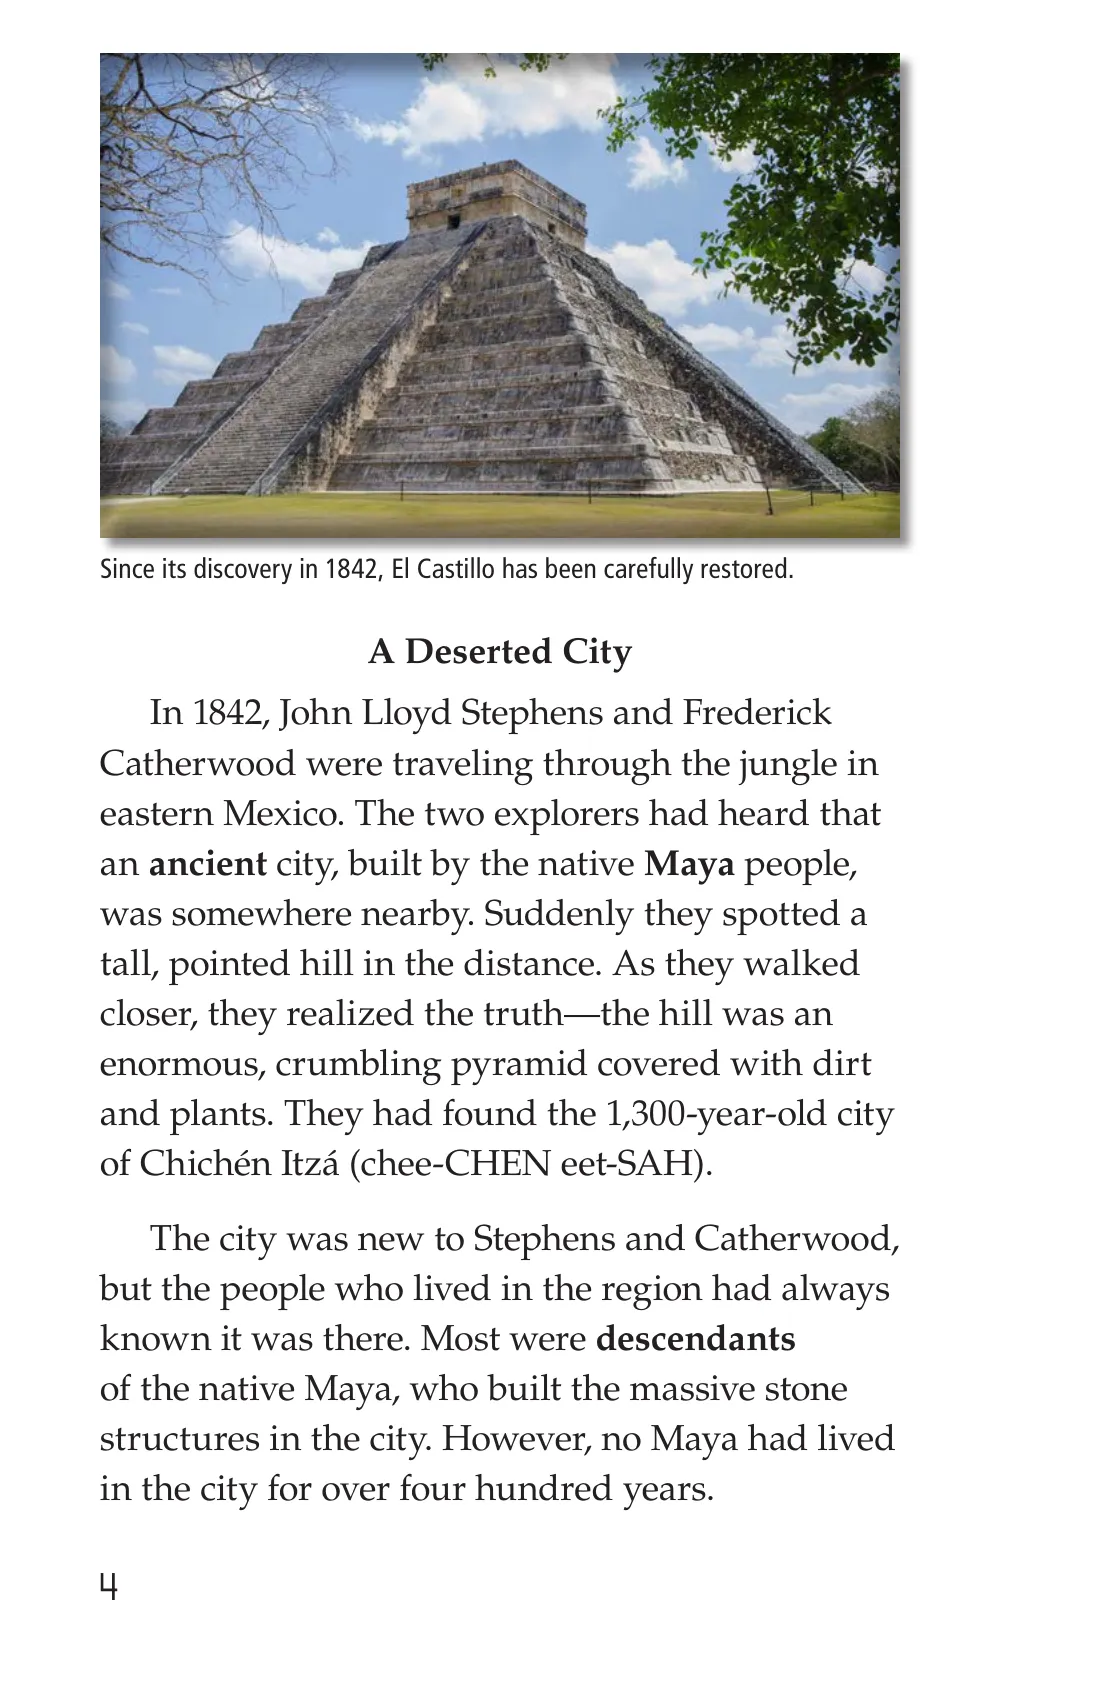 Since its discovery in 1842, El Castillo has been carefully restored.
A Deserted City
In 1842, John Lloyd Stephens and Frederick
Catherwood were traveling through the jungle in
eastern Mexico. The two explorers had heard that
an ancient city, built by the native Maya people,
was somewhere nearby. Suddenly they spotted a
tall, pointed hill in the distance. As they walked
closer, they realized the truth—the hill was an
enormous, crumbling pyramid covered with dirt
and plants. They had found the 1,300-year-old city
of Chichén Itzá (chee-CHEN eet-SAH).
The city was new to Stephens and Catherwood,
but the people who lived in the region had always
known it was there. Most were descendants
of the native Maya, who built the massive stone
structures in the city. However, no Maya had lived
in the city for over four hundred years.
4